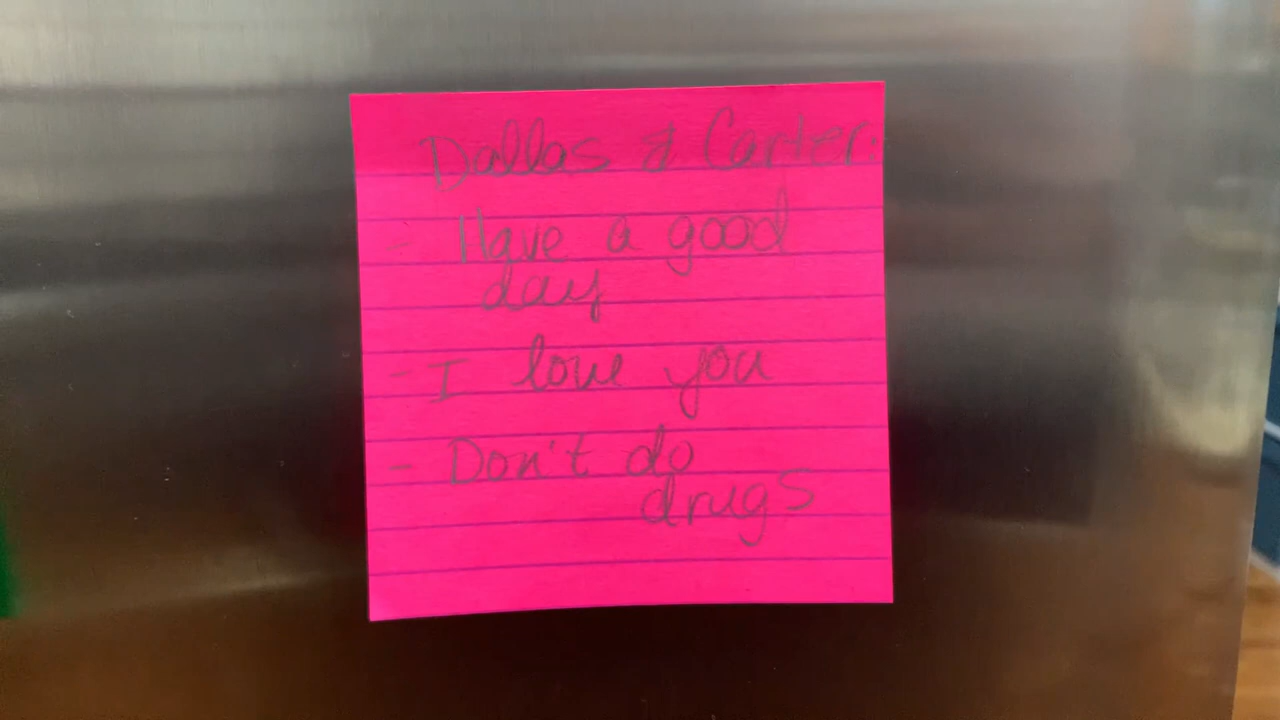 Dallas & Carter:
- Have a good
day
- I love you
- Don't do
drugs